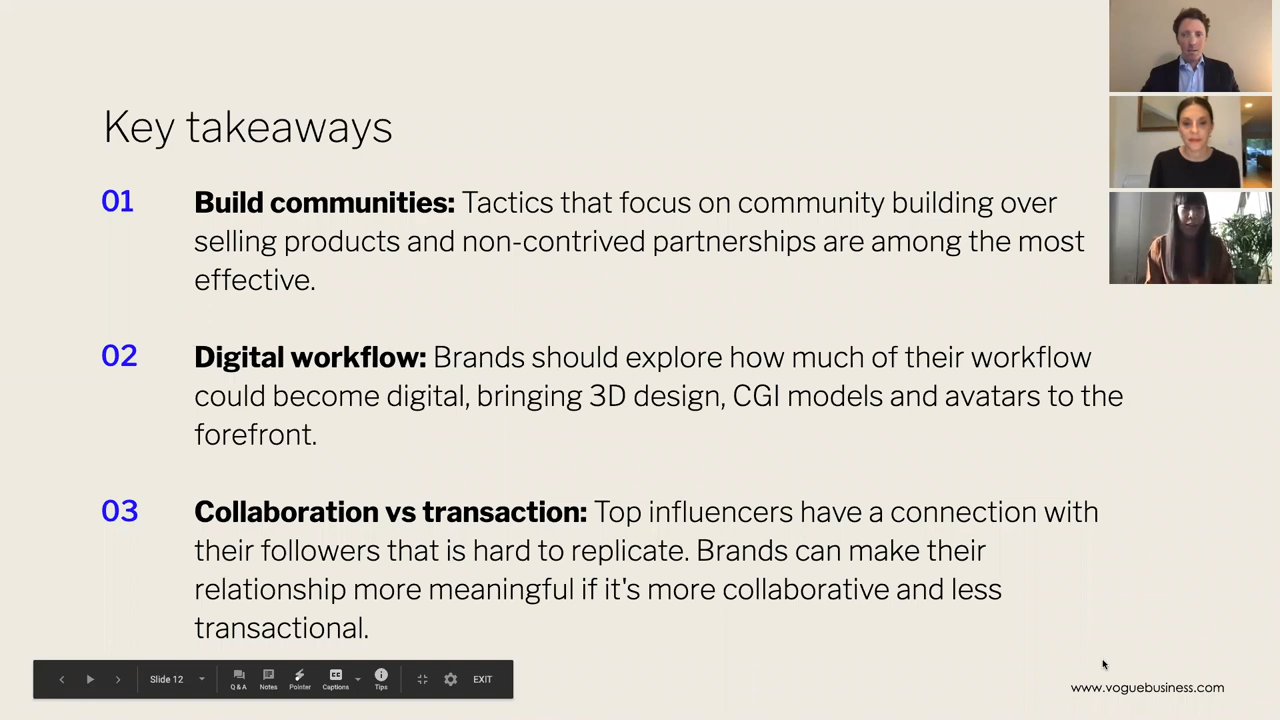 Key takeaways
01
Build communities: Tactics that focus on community building over
selling products and non-contrived partnerships are among the most
effective.
02
Digital workflow: Brands should explore how much of their workflow
could become digital, bringing 3D design, CGI models and avatars to the
forefront.
03
Collaboration vs transaction: Top influencers have a connection with
their followers that is hard to replicate. Brands can make their
relationship more meaningful if it's more collaborative and less
transactional.
Slide 12
Q & A
Notes
Pointer
CC
Captions
Tips
EXIT
www.voguebusiness.com